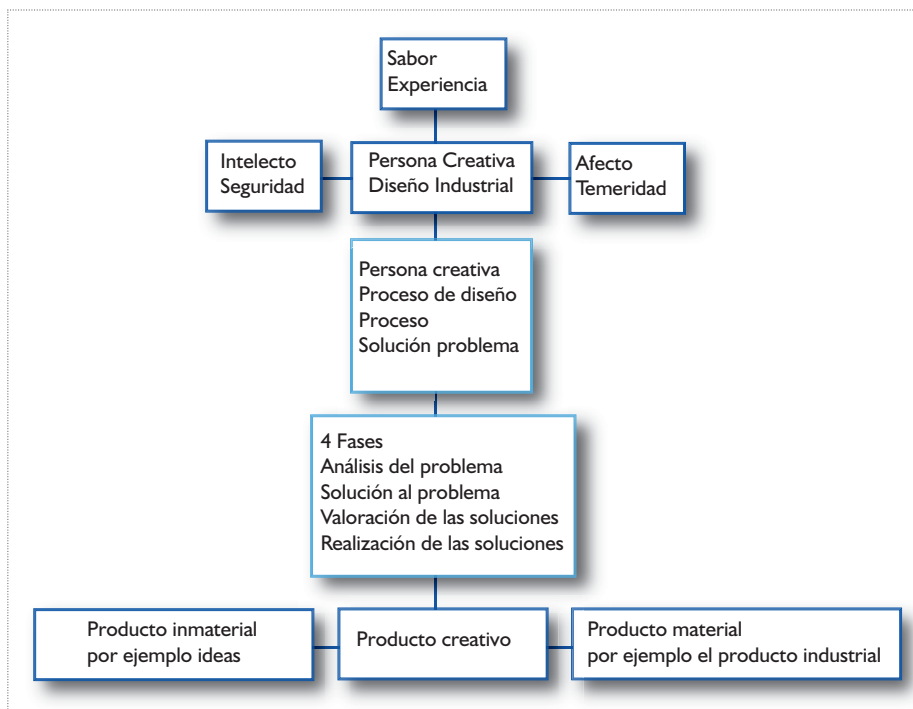 Sabor
Experiencia
Intelecto
Seguridad
Persona Creativa
Diseño Industrial
Afecto
Temeridad
Persona creativa
Proceso de diseño
Proceso
Solución problema
4 Fases
Análisis del problema
Solución al problema
Valoración de las soluciones
Realización de las soluciones
Producto inmaterial
por ejemplo ideas
Producto creativo
Producto material
por ejemplo el producto industrial